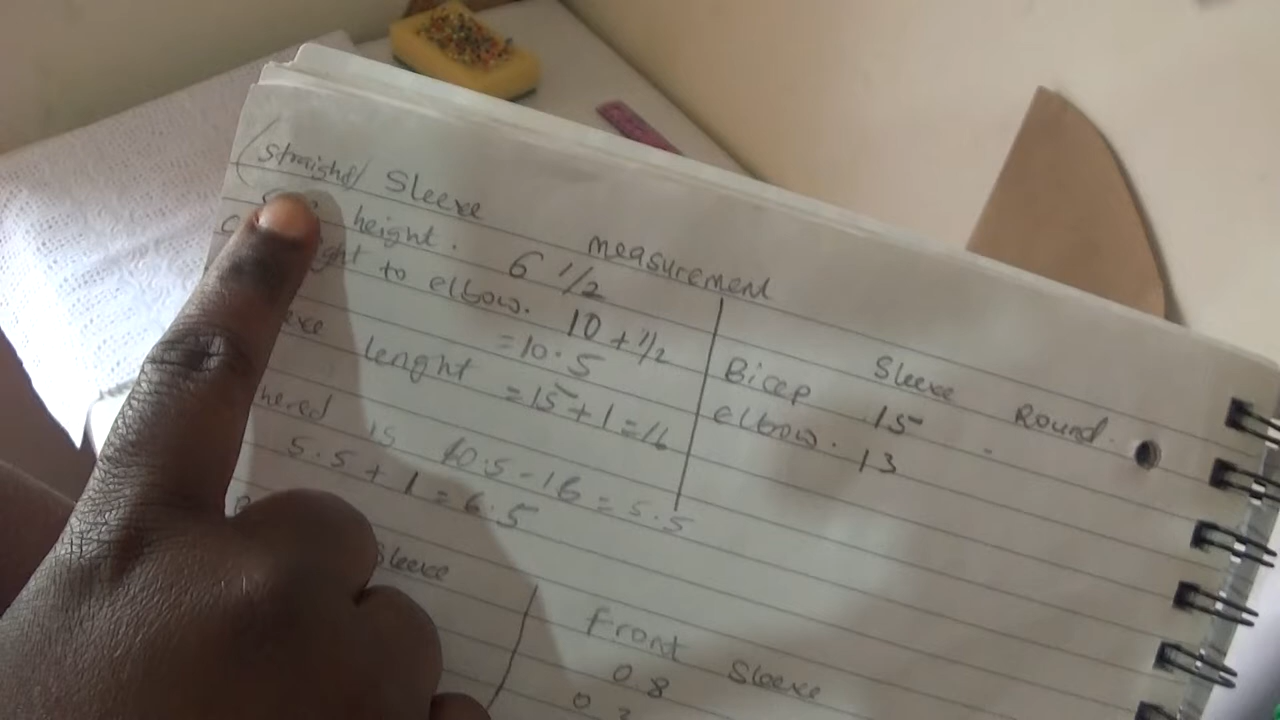 (straight/ Sleeve measurement
height. 6 1/2
to elbow. 10 + 1/2
=10.5
lenght =15 + 1 = 16
hered is 10.5 - 16 = 5.5
5.5 + 1 = 6.5
Sleeve Round.
Bicep 15
elbow. 13
Sleeve
Front Sleeve
0.8